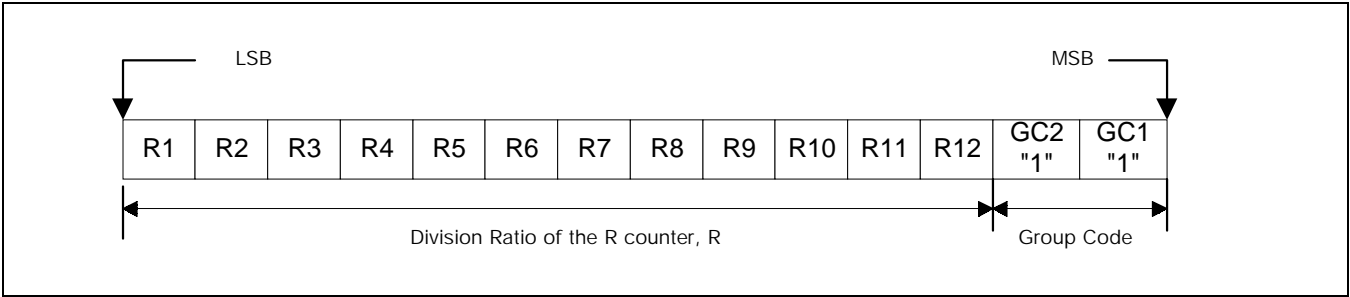 LSB MSB
R1 R2 R3 R4 R5 R6 R7 R8 R9 R10 R11 R12 GC2 GC1
"1" "1"
Division Ratio of the R counter, R Group Code